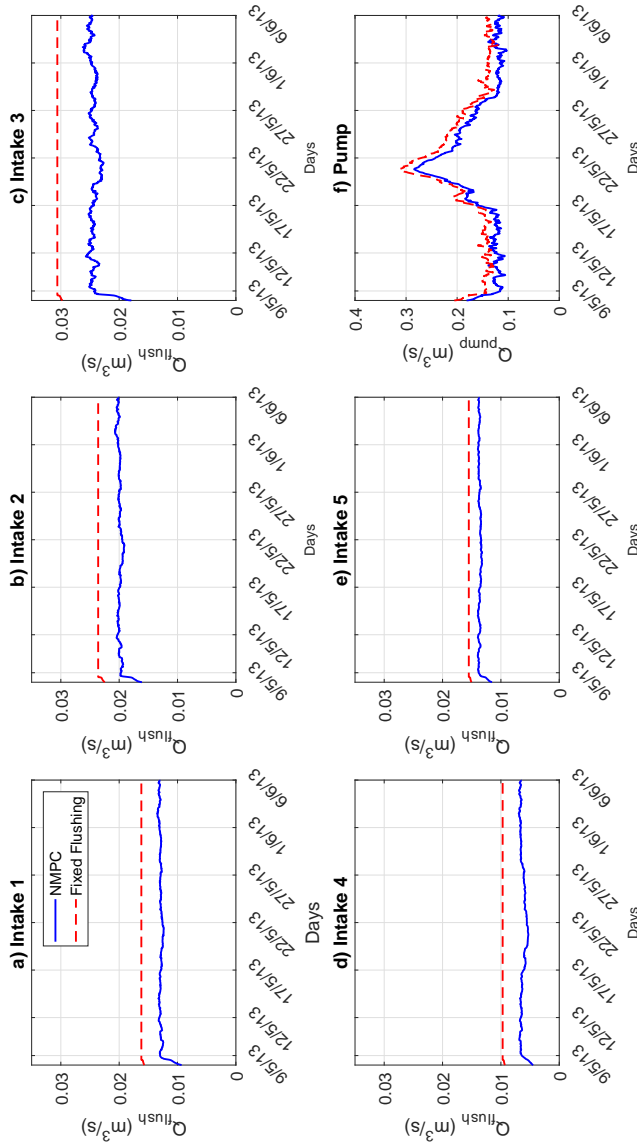 a) Intake 1
NMPC
Fixed Flushing
Q_flush (m^3/s)
0.03
0.02
0.01
0
9/5/13 12/5/13 17/5/13 22/5/13 27/5/13 1/6/13 6/6/13
Days
b) Intake 2
Q_flush (m^3/s)
0.03
0.02
0.01
0
9/5/13 12/5/13 17/5/13 22/5/13 27/5/13 1/6/13 6/6/13
Days
c) Intake 3
Q_flush (m^3/s)
0.03
0.02
0.01
0
9/5/13 12/5/13 17/5/13 22/5/13 27/5/13 1/6/13 6/6/13
Days
d) Intake 4
Q_flush (m^3/s)
0.03
0.02
0.01
0
9/5/13 12/5/13 17/5/13 22/5/13 27/5/13 1/6/13 6/6/13
Days
e) Intake 5
Q_flush (m^3/s)
0.03
0.02
0.01
0
9/5/13 12/5/13 17/5/13 22/5/13 27/5/13 1/6/13 6/6/13
Days
f) Pump
Q_pump (m^3/s)
0.4
0.3
0.2
0.1
9/5/13 12/5/13 17/5/13 22/5/13 27/5/13 1/6/13 6/6/13
Days